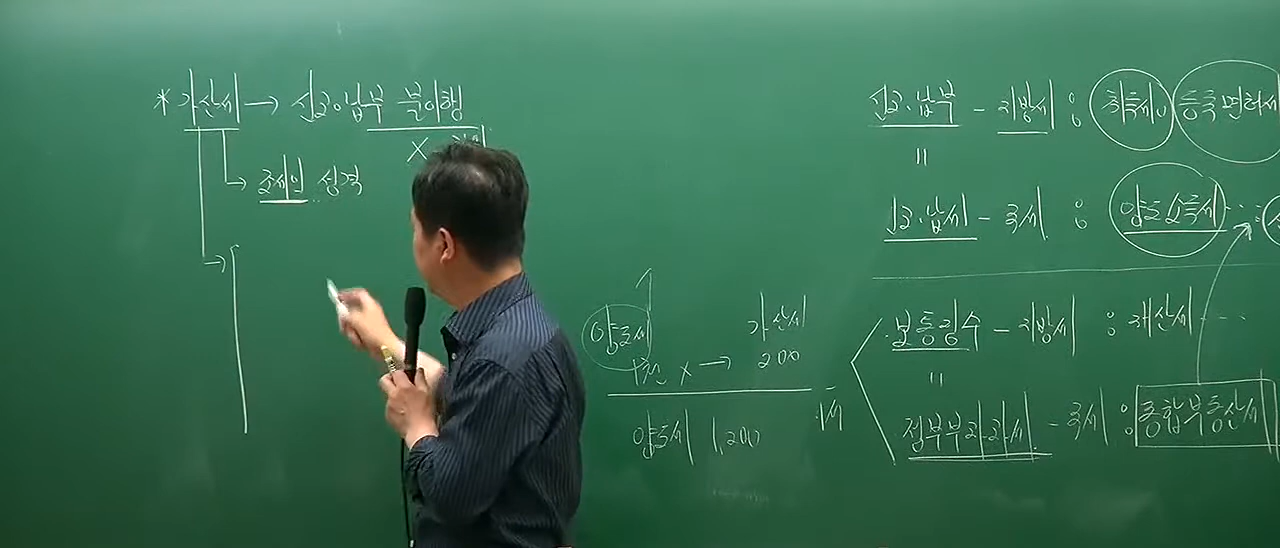 * 가산세 → 신고·납부 불이행
X
→ 조세인 성격
양도세
1천 X → 가산세 200
양도세 1,200
신고·납부 - 지방세 : 취득세
등록면허세
신고·납세 - 국세 : 양도소득세 ...
보통징수 - 지방세 : 재산세 ...
정부부과과세 - 국세 : 종합부동산세